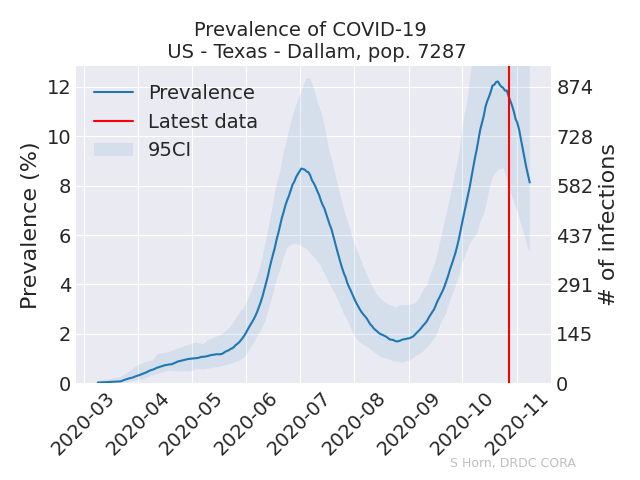 Prevalence of COVID-19
US - Texas - Dallam, pop. 7287
Prevalence
Latest data
95CI
Prevalence (%)
12
10
8
6
4
2
0
874
728
582
437
291
145
0
# of infections
2020-03
2020-04
2020-05
2020-06
2020-07
2020-08
2020-09
2020-10
2020-11
S Horn, DRDC CORA